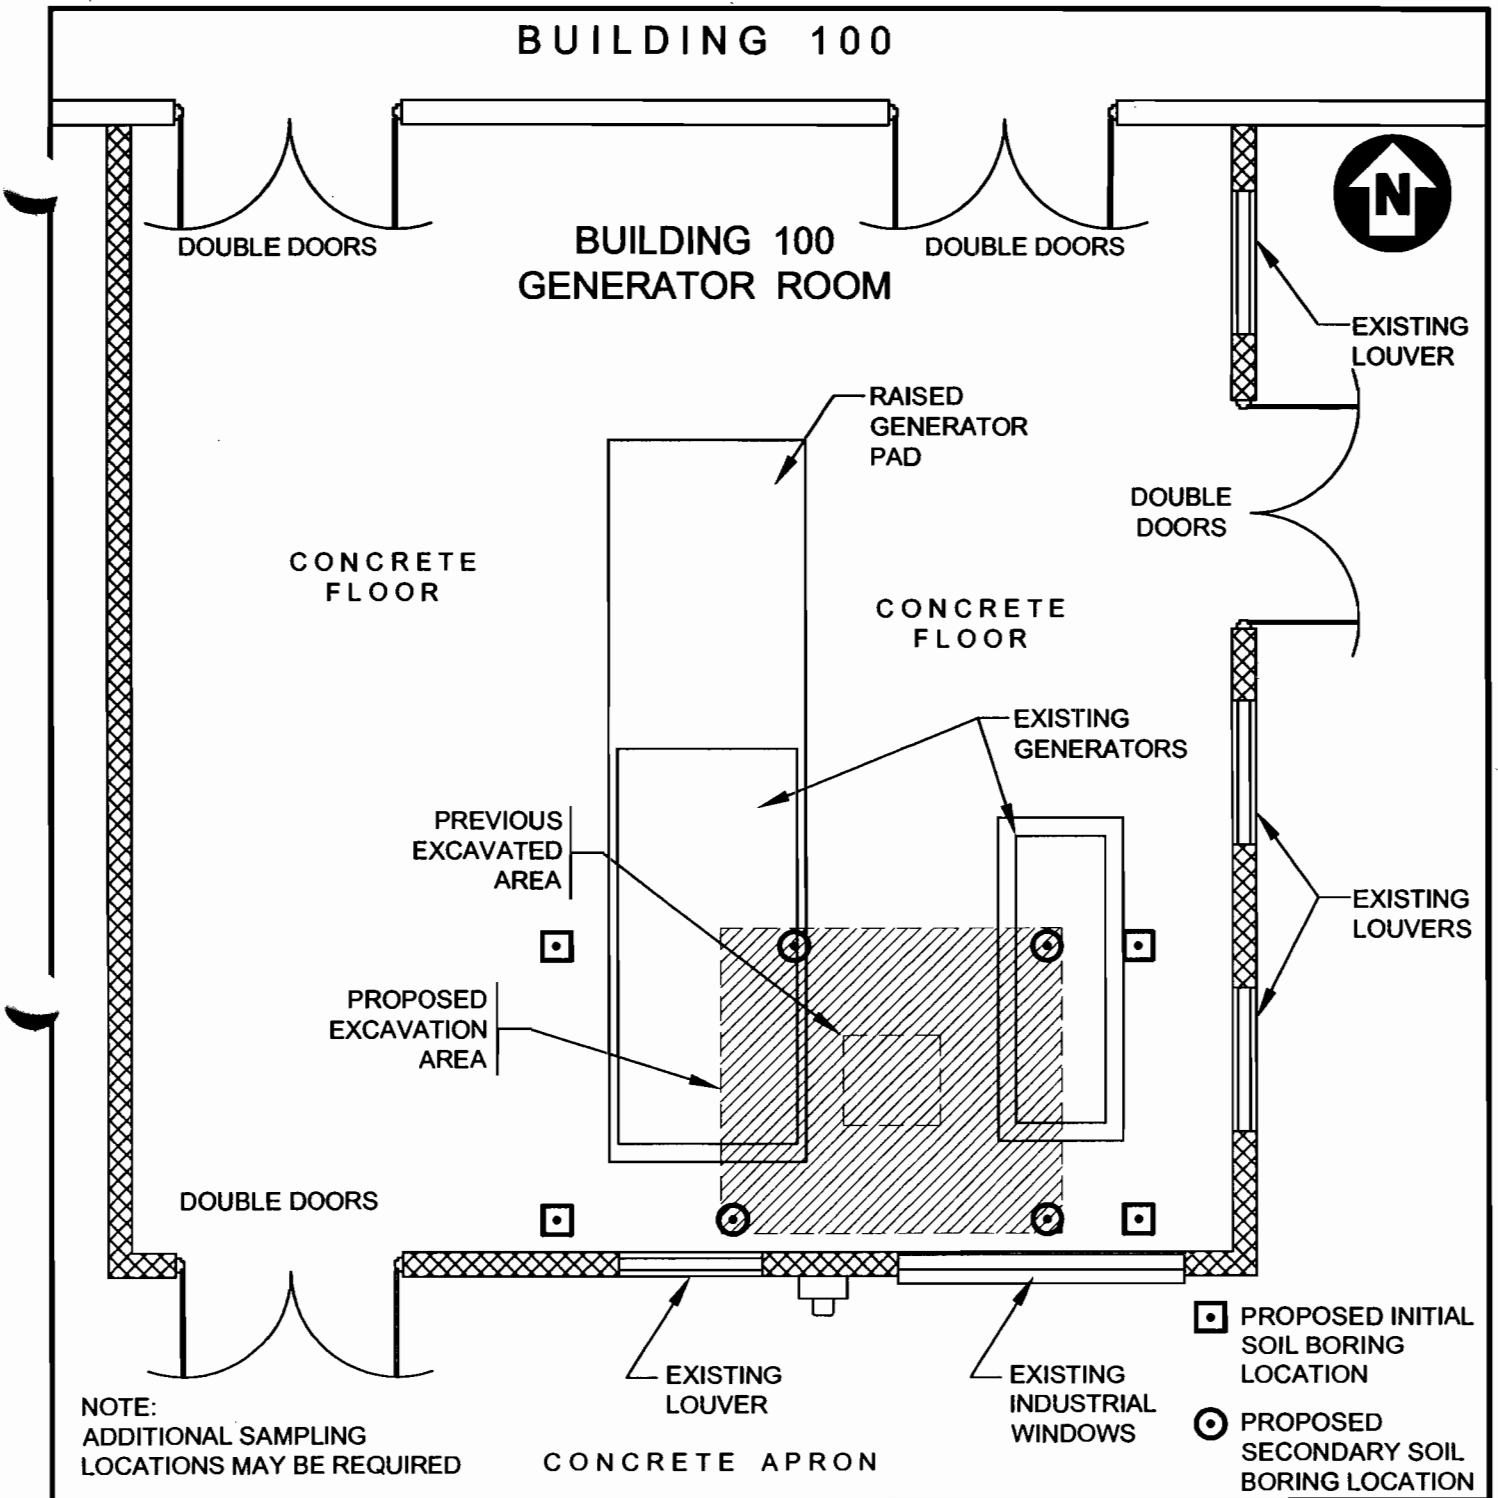 BUILDING 100
DOUBLE DOORS
BUILDING 100
GENERATOR ROOM
DOUBLE DOORS
N
EXISTING
LOUVER
RAISED
GENERATOR
PAD
DOUBLE
DOORS
CONCRETE
FLOOR
CONCRETE
FLOOR
EXISTING
GENERATORS
PREVIOUS
EXCAVATED
AREA
EXISTING
LOUVERS
PROPOSED
EXCAVATION
AREA
DOUBLE DOORS
PROPOSED INITIAL
SOIL BORING
LOCATION
EXISTING
LOUVER
EXISTING
INDUSTRIAL
WINDOWS
NOTE:
ADDITIONAL SAMPLING
LOCATIONS MAY BE REQUIRED
CONCRETE APRON
PROPOSED
SECONDARY SOIL
BORING LOCATION